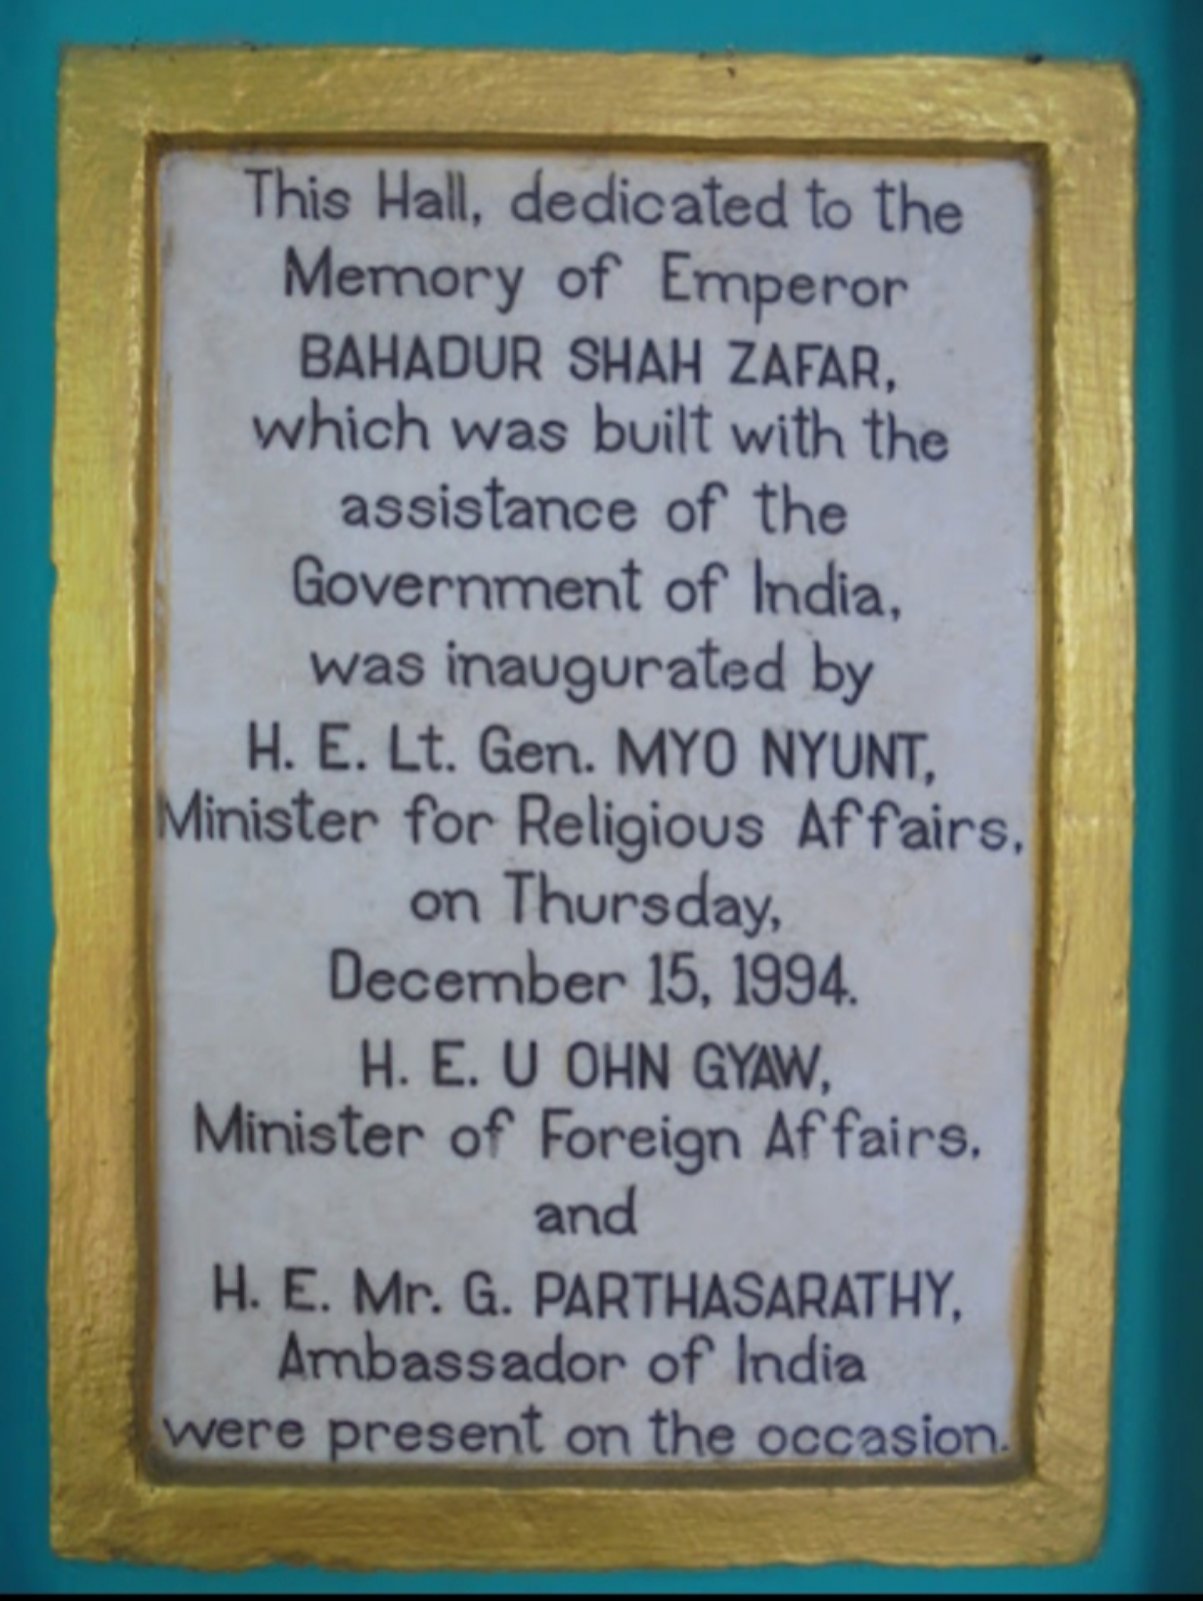 This Hall, dedicated to the
Memory of Emperor
BAHADUR SHAH ZAFAR,
which was built with the
assistance of the
Government of India,
was inaugurated by
H. E. Lt. Gen. MYO NYUNT,
Minister for Religious Affairs,
on Thursday,
December 15, 1994.
H. E. U OHN GYAW,
Minister of Foreign Affairs,
and
H. E. Mr. G. PARTHASARATHY,
Ambassador of India
were present on the occasion.